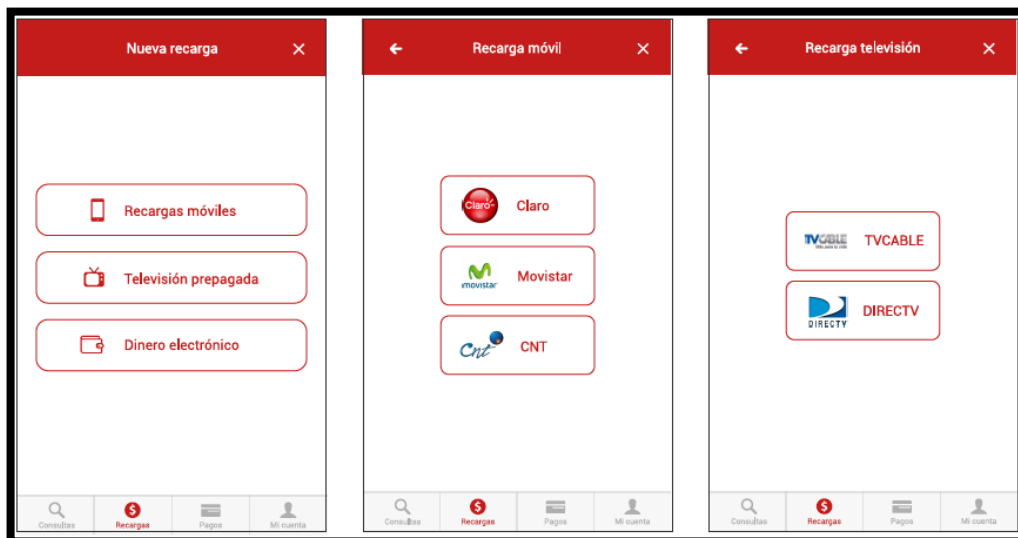 Nueva recarga
Recargas móviles
Televisión prepagada
Dinero electrónico
Consultas
Recargas
Pagos
Mi cuenta
Recarga móvil
Claro
Claro
movistar
Movistar
Cnt
CNT
Consultas
Recargas
Pagos
Mi cuenta
Recarga televisión
TVCABLE
TVCABLE
DIRECTV
DIRECTV
Consultas
Recargas
Pagos
Mi cuenta